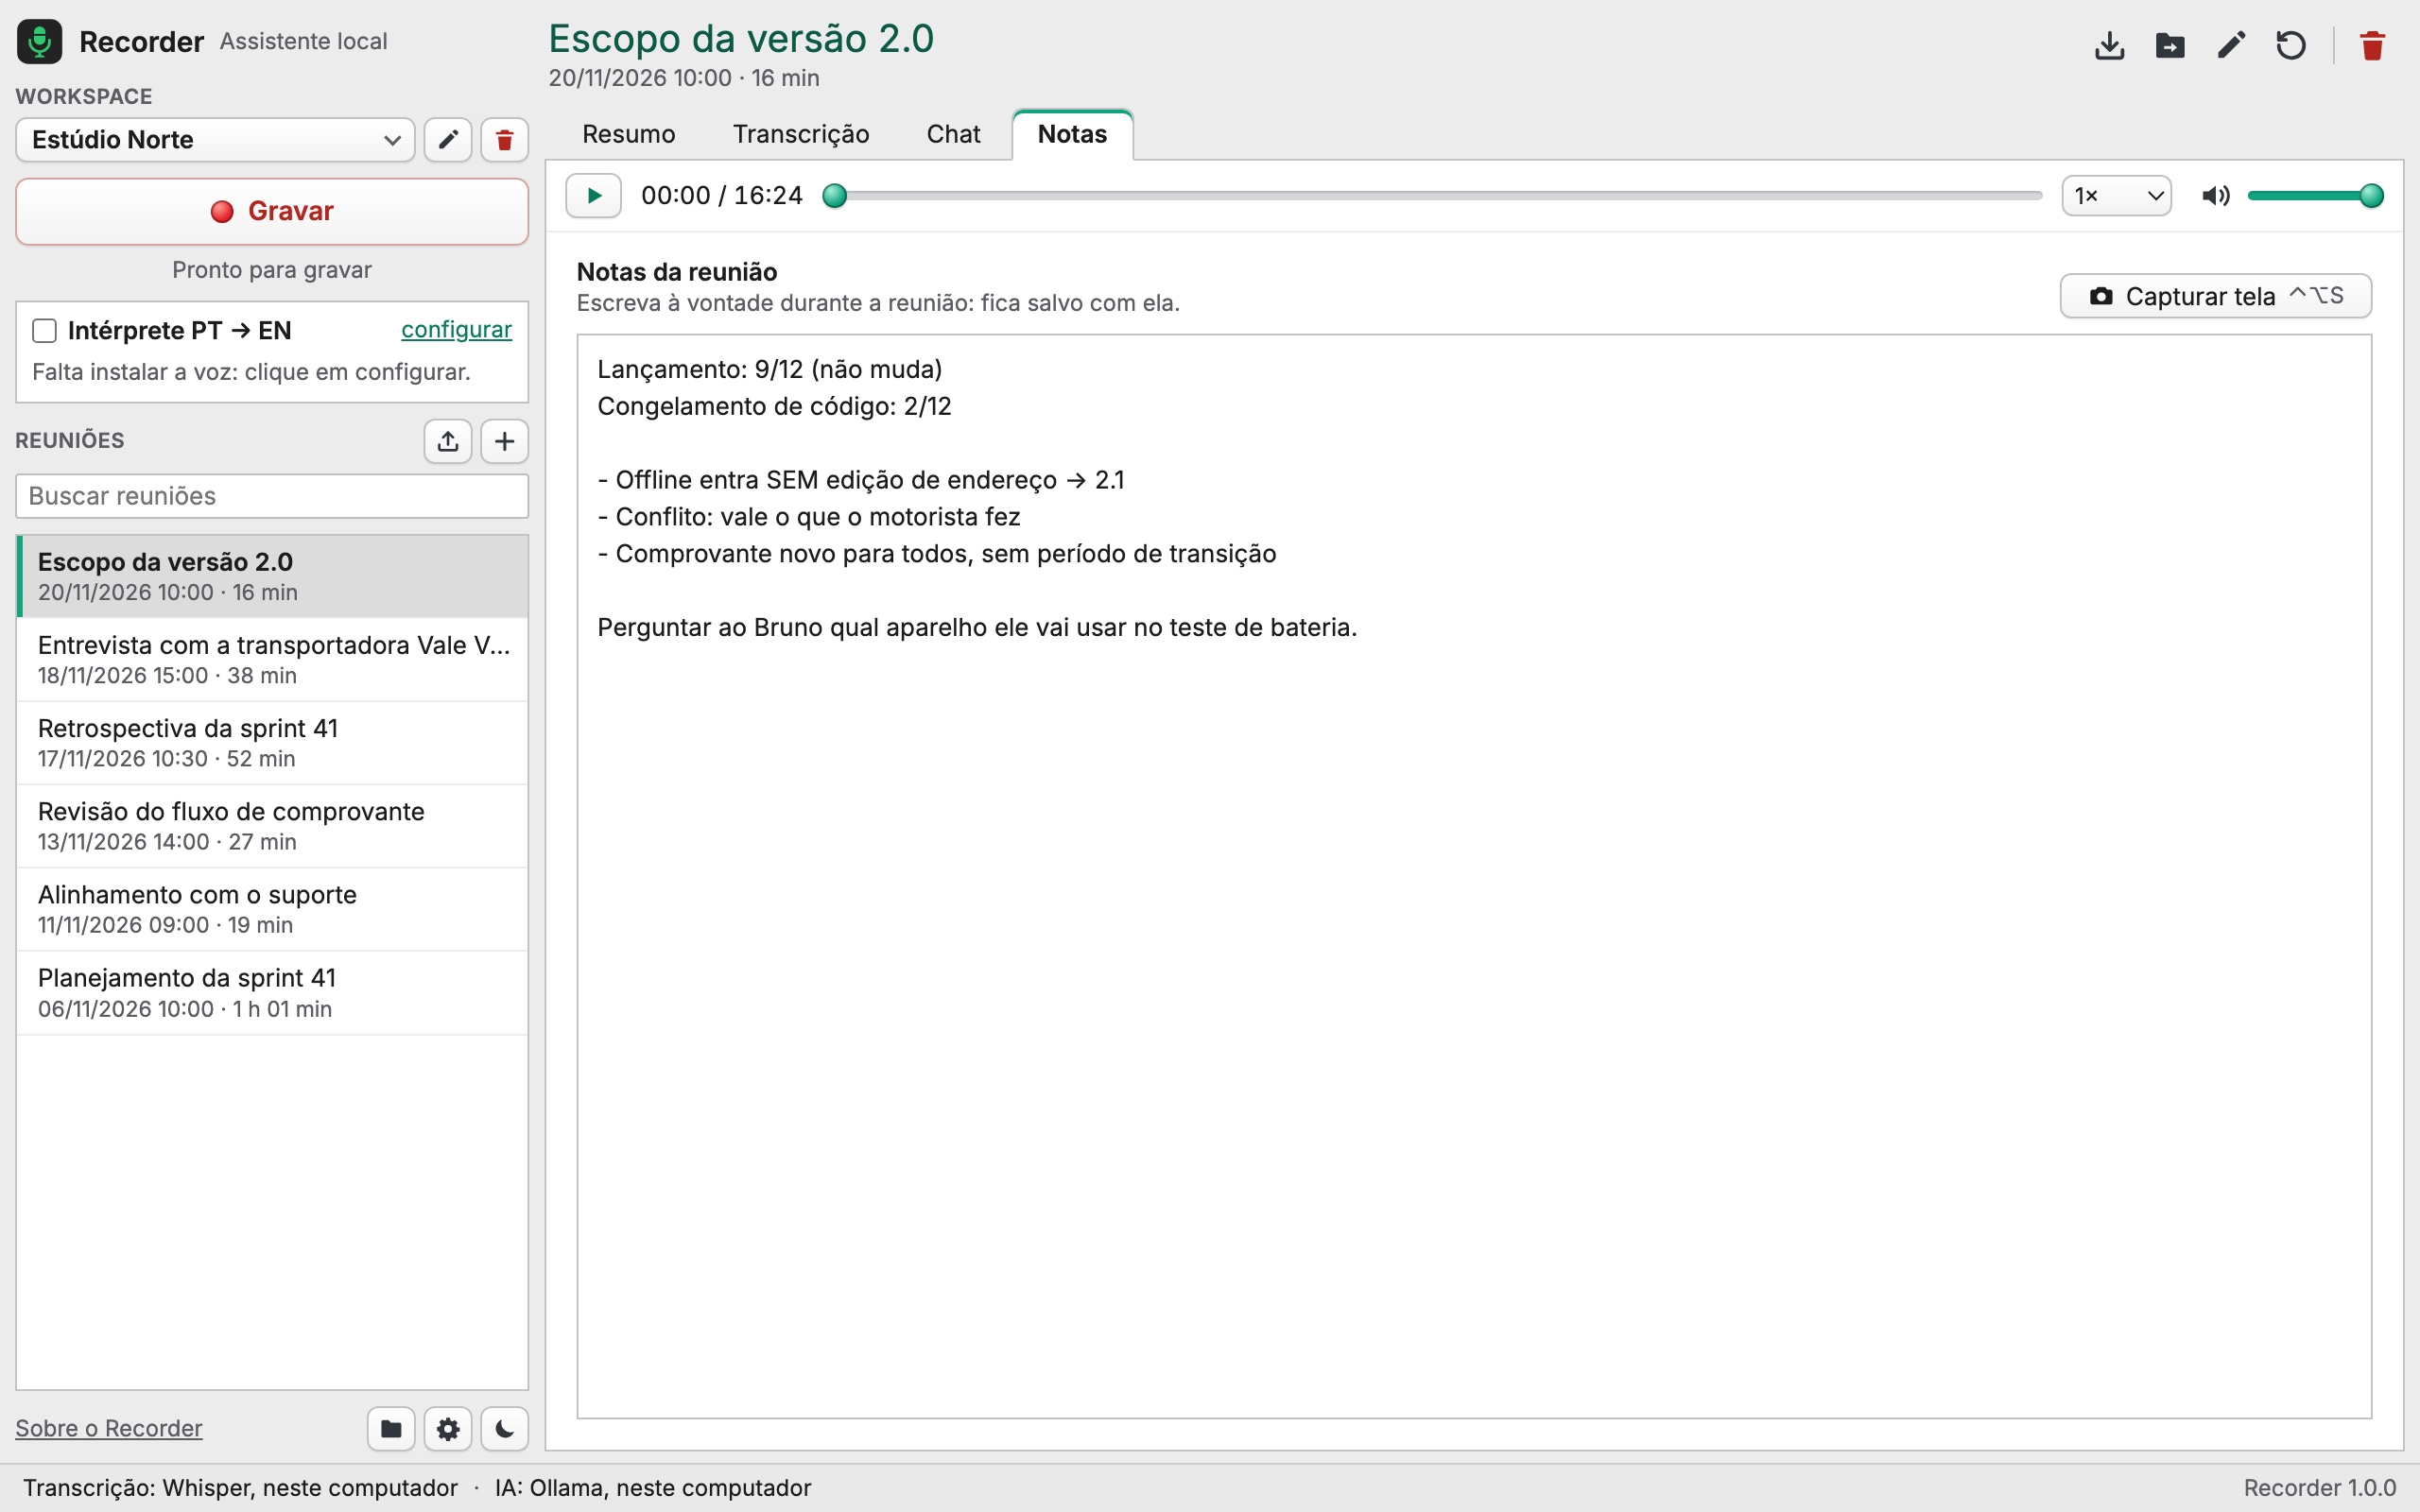 Recorder Assistente local
WORKSPACE
Estúdio Norte
Gravar
Pronto para gravar
Intérprete PT → EN configurar
Falta instalar a voz: clique em configurar.
REUNIÕES
Buscar reuniões
Escopo da versão 2.0
20/11/2026 10:00 · 16 min
Entrevista com a transportadora Vale V...
18/11/2026 15:00 · 38 min
Retrospectiva da sprint 41
17/11/2026 10:30 · 52 min
Revisão do fluxo de comprovante
13/11/2026 14:00 · 27 min
Alinhamento com o suporte
11/11/2026 09:00 · 19 min
Planejamento da sprint 41
06/11/2026 10:00 · 1 h 01 min
Sobre o Recorder
Escopo da versão 2.0
20/11/2026 10:00 · 16 min
Resumo Transcrição Chat Notas
00:00 / 16:24 1×
Notas da reunião
Escreva à vontade durante a reunião: fica salvo com ela.
Capturar tela ^⌥S
Lançamento: 9/12 (não muda)
Congelamento de código: 2/12
- Offline entra SEM edição de endereço → 2.1
- Conflito: vale o que o motorista fez
- Comprovante novo para todos, sem período de transição
Perguntar ao Bruno qual aparelho ele vai usar no teste de bateria.
Transcrição: Whisper, neste computador · IA: Ollama, neste computador
Recorder 1.0.0